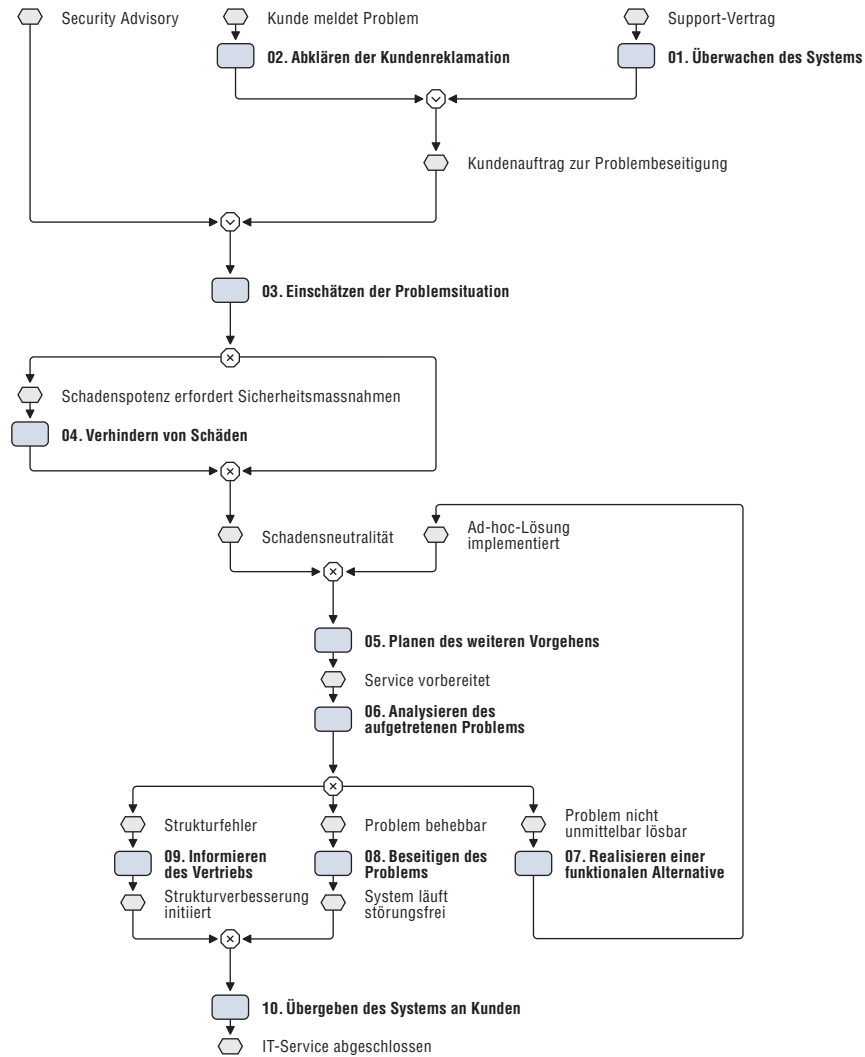 Security Advisory
Kunde meldet Problem
Support-Vertrag
02. Abklären der Kundenreklamation
01. Überwachen des Systems
Kundenauftrag zur Problembeseitigung
03. Einschätzen der Problemsituation
Schadenspotenz erfordert Sicherheitsmassnahmen
04. Verhindern von Schäden
Schadensneutralität
Ad-hoc-Lösung
implementiert
05. Planen des weiteren Vorgehens
Service vorbereitet
06. Analysieren des
aufgetretenen Problems
Strukturfehler
Problem behebbar
Problem nicht
unmittelbar lösbar
09. Informieren
des Vertriebs
08. Beseitigen des
Problems
07. Realisieren einer
funktionalen Alternative
Strukturverbesserung
initiiert
System läuft
störungsfrei
10. Übergeben des Systems an Kunden
IT-Service abgeschlossen